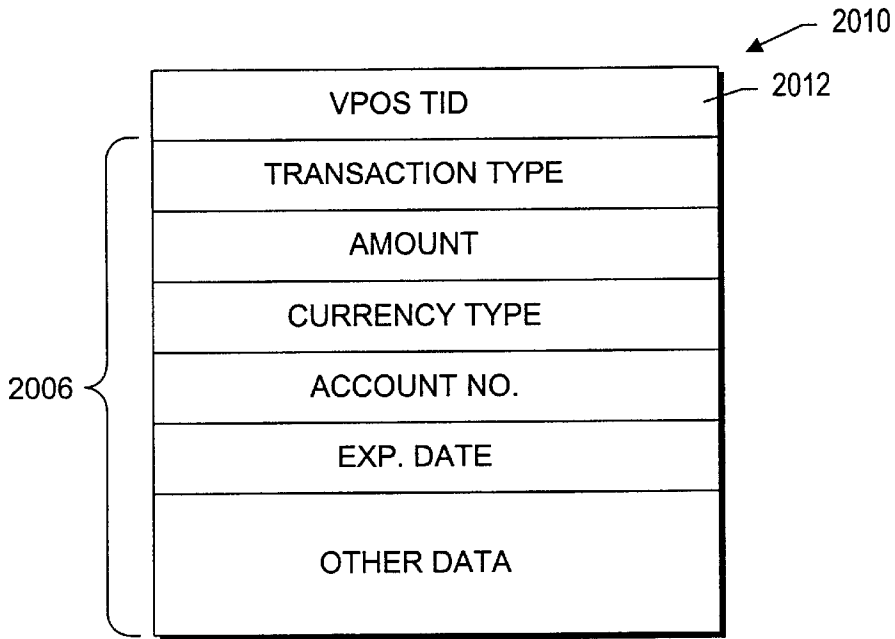 2010
VPOS TID
2012
TRANSACTION TYPE
AMOUNT
CURRENCY TYPE
2006
ACCOUNT NO.
EXP. DATE
OTHER DATA